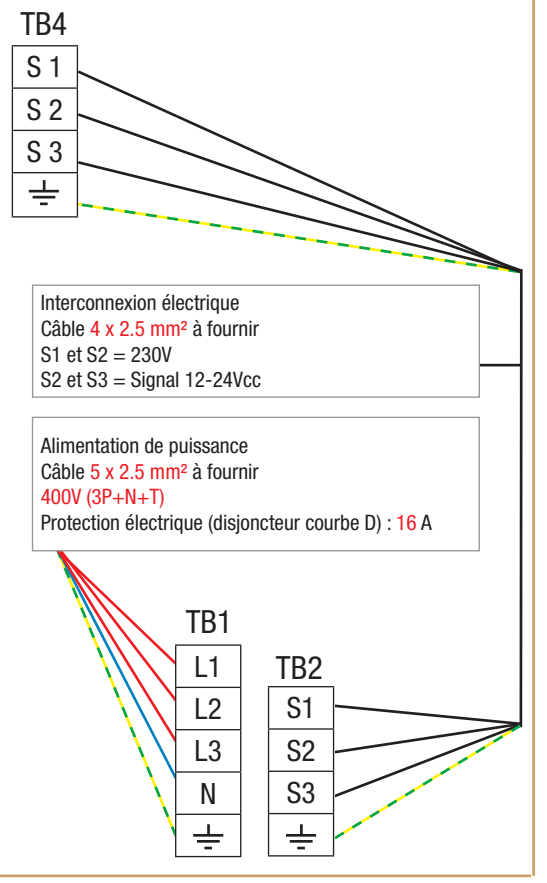 TB4
S 1
S 2
S 3
Interconnexion électrique
Câble 4 x 2.5 mm² à fournir
S1 et S2 = 230V
S2 et S3 = Signal 12-24Vcc
Alimentation de puissance
Câble 5 x 2.5 mm² à fournir
400V (3P+N+T)
Protection électrique (disjoncteur courbe D) : 16 A
TB1
L1
L2
L3
N
TB2
S1
S2
S3